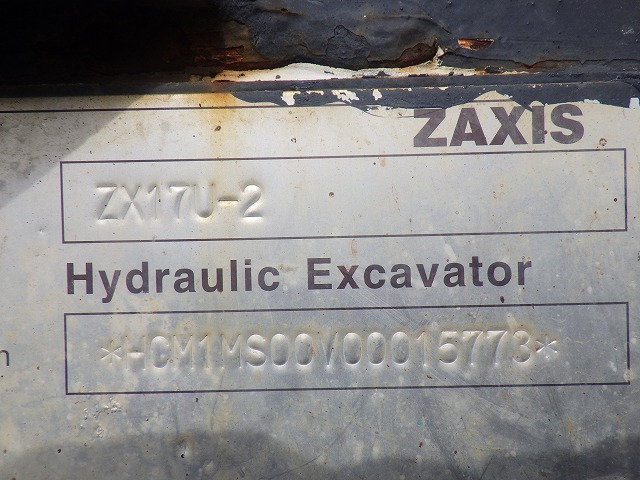 ZAXIS
ZX17U-2
Hydraulic Excavator
*HCM1MS00V00015773*
n